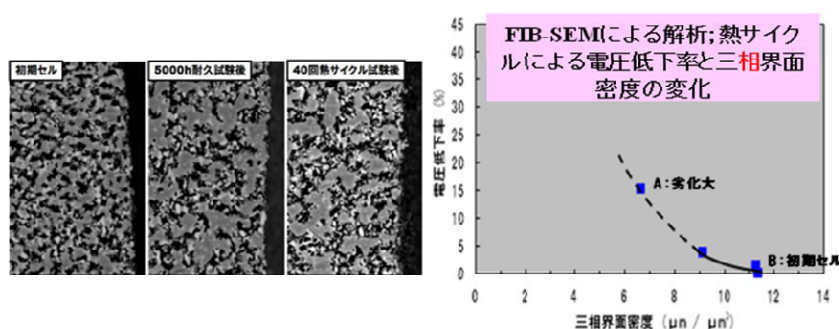 初期セル
5000h耐久試験後
40回熱サイクル試験後
FIB-SEMによる解析;熱サイク
ルによる電圧低下率と三相界面
密度の変化
電圧低下率 (%)
45
40
35
30
25
20
15
10
5
0
A:劣化大
B:初期セル
0 2 4 6 8 10 12 14
三相界面密度 (μn / μn³)